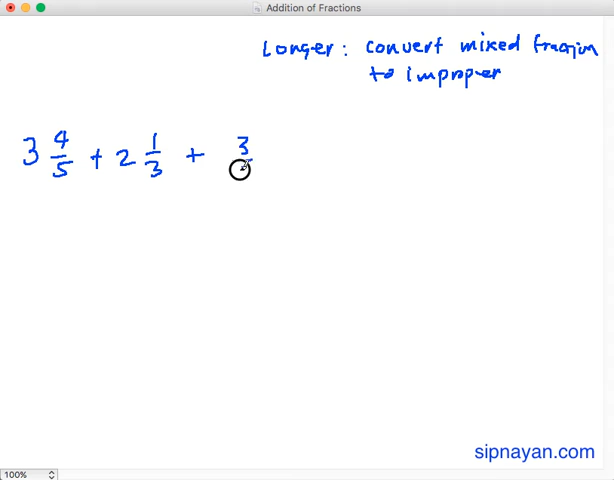 Addition of Fractions
Longer: convert mixed fraction
to improper
3 4/5 + 2 1/3 + 3/
sipnayan.com
100%